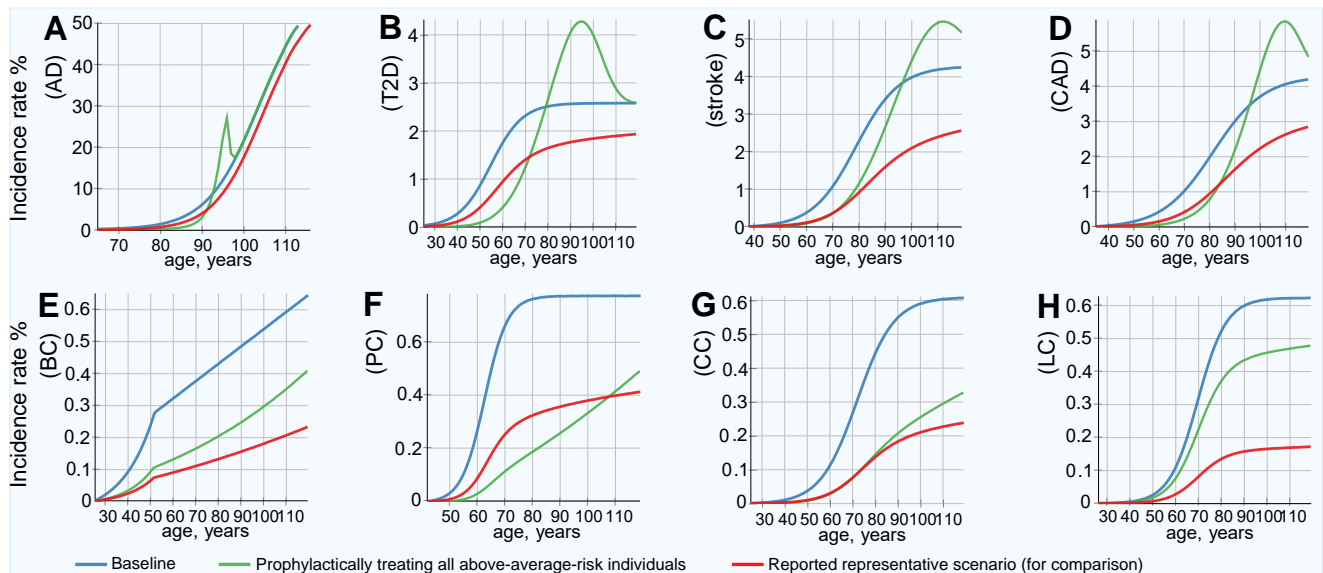 A
B
C
D
Incidence rate %
(AD)
50
40
30
20
10
0
70 80 90 100 110
age, years
(T2D)
4
3
2
1
0
30 40 50 60 70 80 90 100 110
age, years
(stroke)
5
4
3
2
1
0
40 50 60 70 80 90 100 110
age, years
(CAD)
5
4
3
2
1
0
40 50 60 70 80 90 100 110
age, years
E
F
G
H
Incidence rate %
(BC)
0.6
0.5
0.4
0.3
0.2
0.1
0
30 40 50 60 70 80 90 100 110
age, years
(PC)
0.6
0.4
0.2
0
50 60 70 80 90 100 110
age, years
(CC)
0.6
0.5
0.4
0.3
0.2
0.1
0
30 40 50 60 70 80 90 100 110
age, years
(LC)
0.6
0.5
0.4
0.3
0.2
0.1
0
30 40 50 60 70 80 90 100 110
age, years
Baseline Prophylactically treating all above-average-risk individuals Reported representative scenario (for comparison)